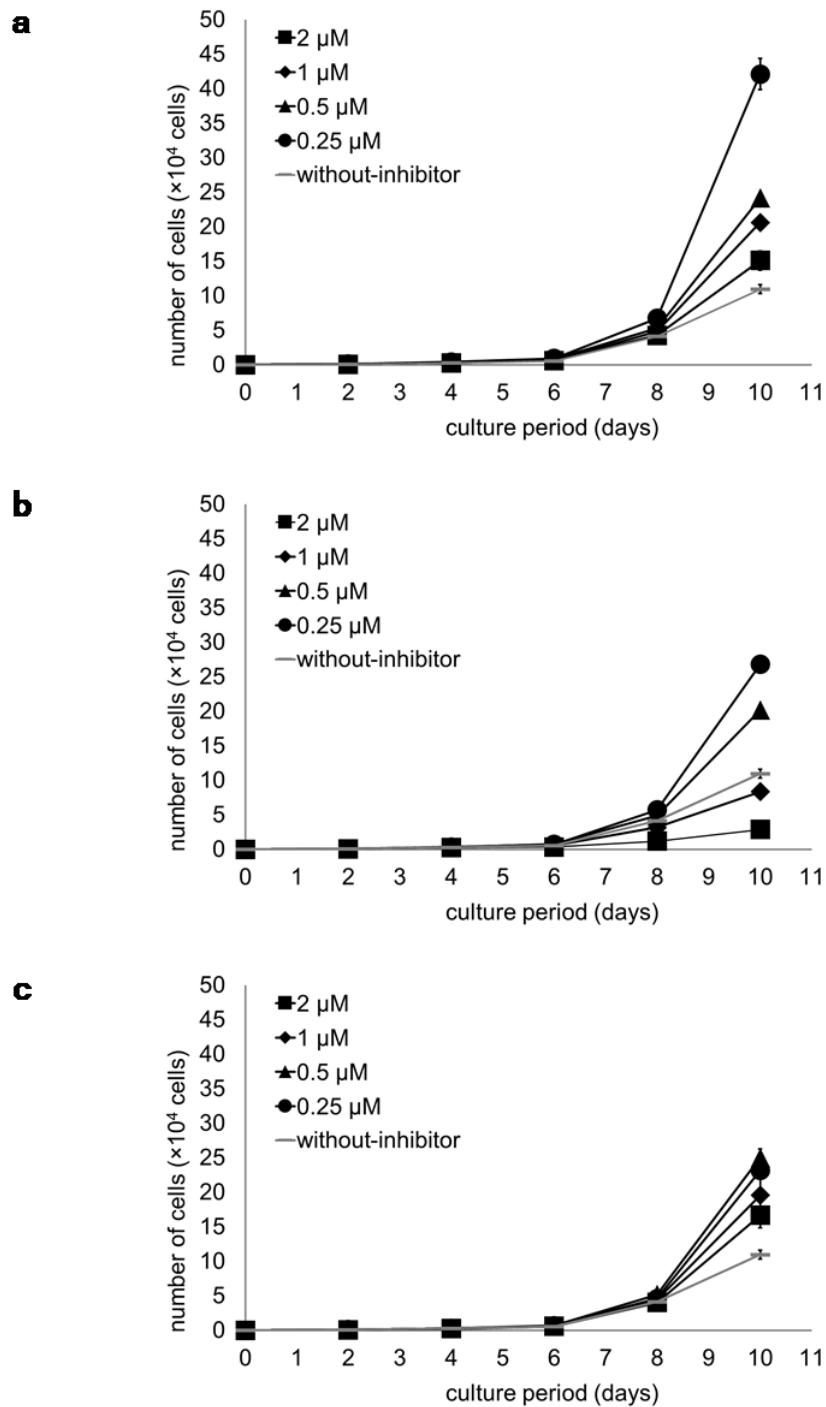 a
number of cells (×10⁴ cells)
50
45
40
35
30
25
20
15
10
5
0
2 µM
1 µM
0.5 µM
0.25 µM
without-inhibitor
0 1 2 3 4 5 6 7 8 9 10 11
culture period (days)
b
number of cells (×10⁴ cells)
50
45
40
35
30
25
20
15
10
5
0
2 µM
1 µM
0.5 µM
0.25 µM
without-inhibitor
0 1 2 3 4 5 6 7 8 9 10 11
culture period (days)
c
number of cells (×10⁴ cells)
50
45
40
35
30
25
20
15
10
5
0
2 µM
1 µM
0.5 µM
0.25 µM
without-inhibitor
0 1 2 3 4 5 6 7 8 9 10 11
culture period (days)